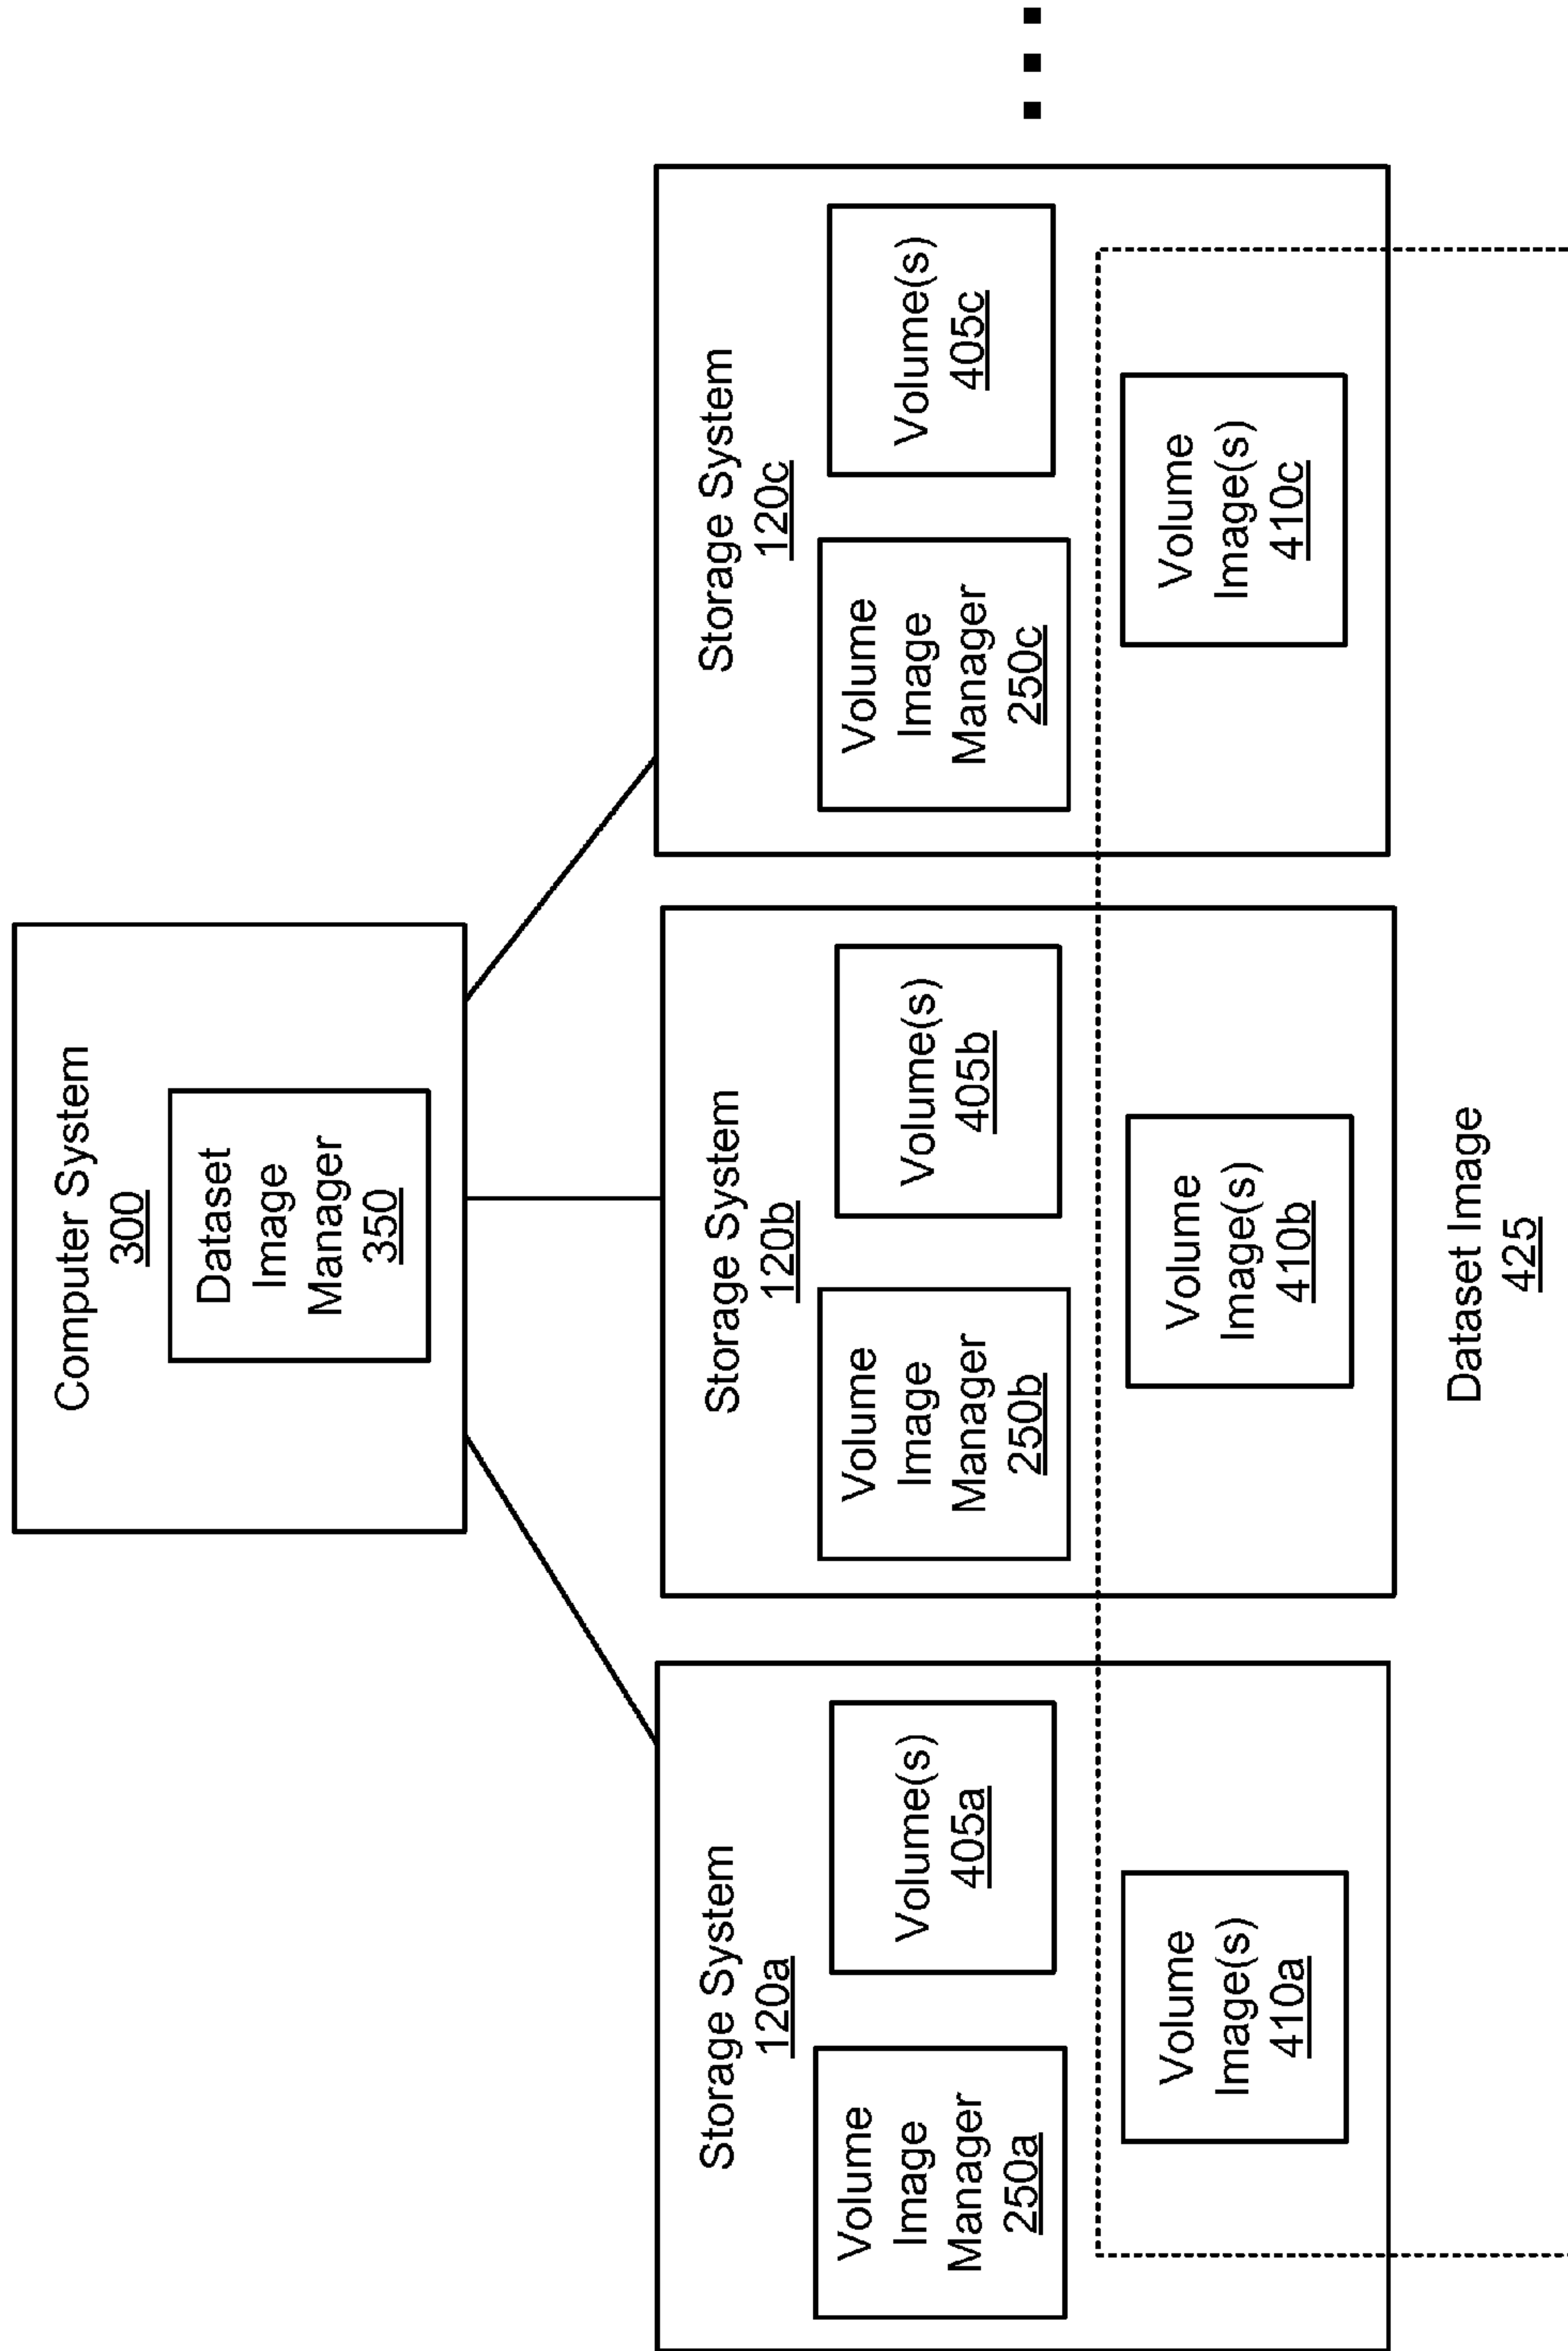 Computer System
300
Dataset
Image
Manager
350
Storage System
120a
Volume
Image
Manager
250a
Volume(s)
405a
Volume
Image(s)
410a
Storage System
120b
Volume
Image
Manager
250b
Volume(s)
405b
Volume
Image(s)
410b
Storage System
120c
Volume
Image
Manager
250c
Volume(s)
405c
Volume
Image(s)
410c
Dataset Image
425